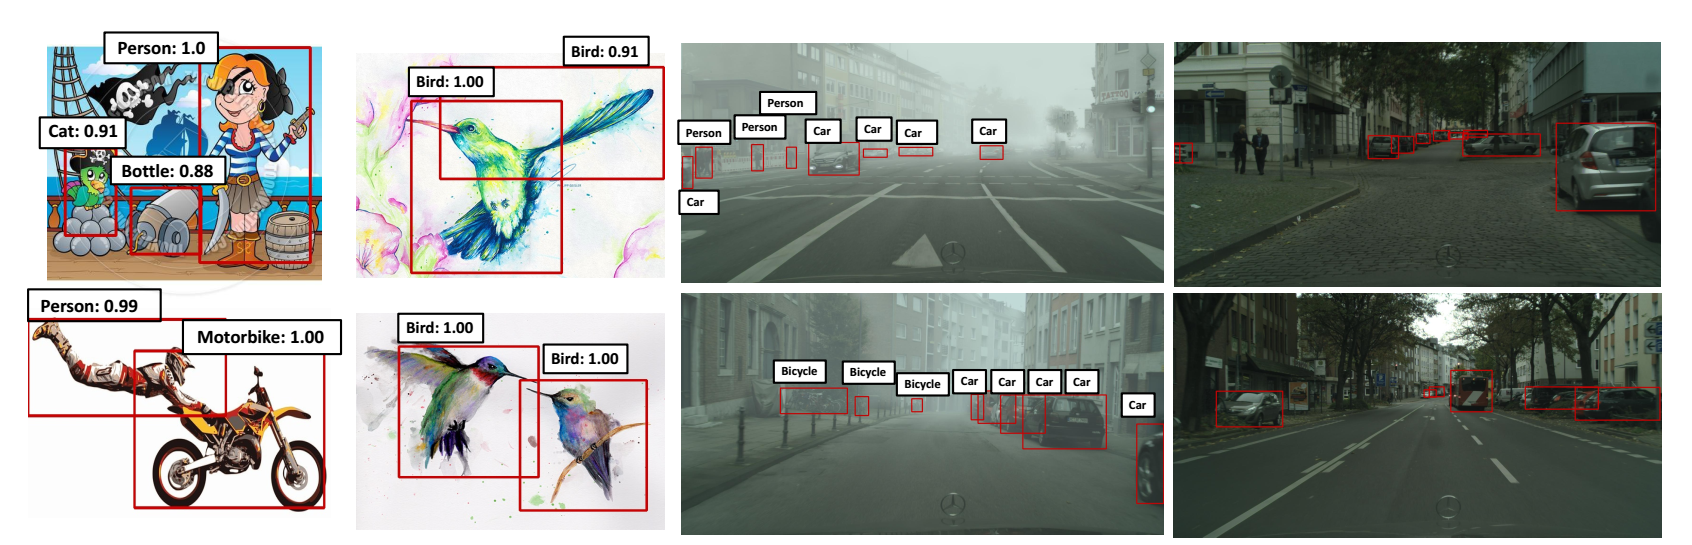 Person: 1.0
Cat: 0.91
Bottle: 0.88
Bird: 0.91
Bird: 1.00
Person
Person
Person
Car
Car
Car
Car
Car
Person: 0.99
Motorbike: 1.00
Bird: 1.00
Bird: 1.00
Bicycle
Bicycle
Bicycle
Car
Car
Car
Car
Car